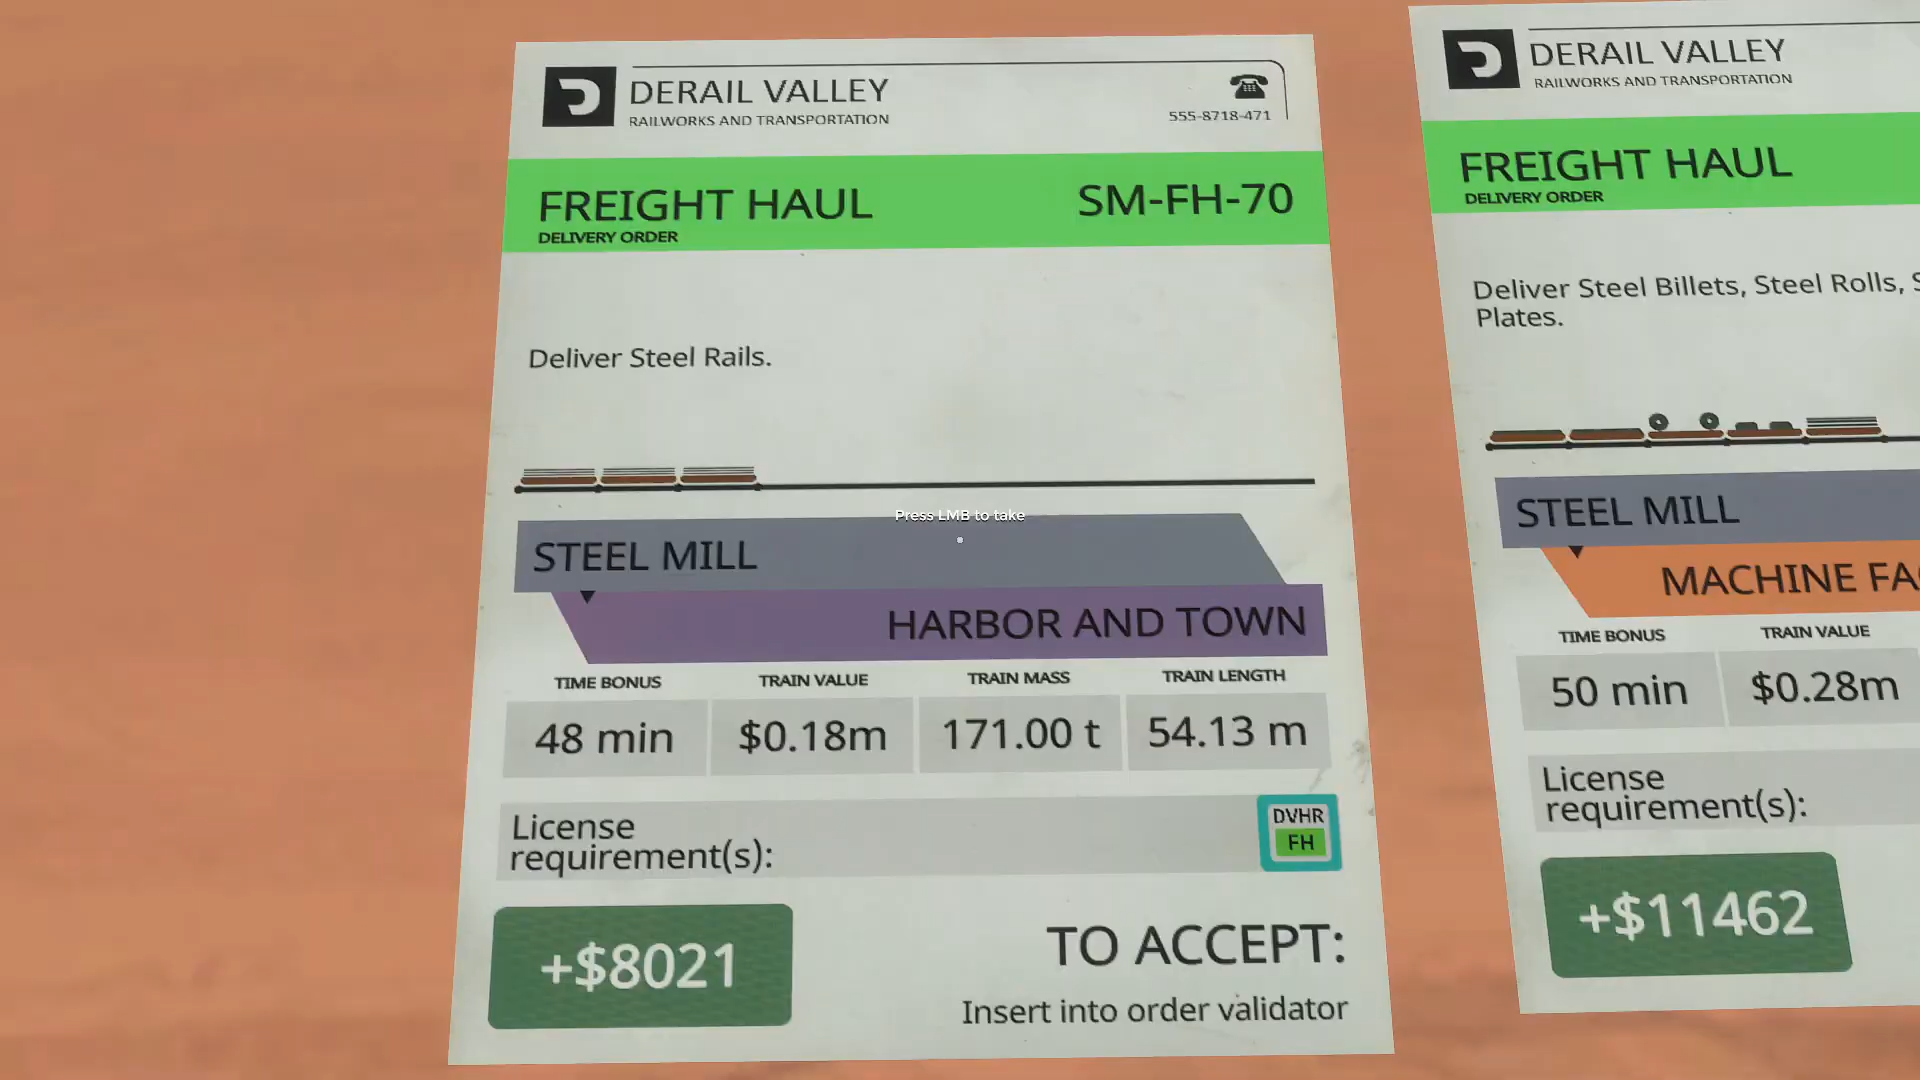 DERAIL VALLEY
RAILWORKS AND TRANSPORTATION
555-8718-471
FREIGHT HAUL
SM-FH-70
DELIVERY ORDER
Deliver Steel Rails.
Press LMB to take
STEEL MILL
HARBOR AND TOWN
TIME BONUS
TRAIN VALUE
TRAIN MASS
TRAIN LENGTH
48 min
$0.18m
171.00 t
54.13 m
License
requirement(s):
DVHR
FH
+$8021
TO ACCEPT:
Insert into order validator
DERAIL VALLEY
RAILWORKS AND TRANSPORTATION
FREIGHT HAUL
DELIVERY ORDER
Deliver Steel Billets, Steel Rolls,
Plates.
STEEL MILL
MACHINE
TIME BONUS
TRAIN VALUE
50 min
$0.28m
License
requirement(s):
+$11462